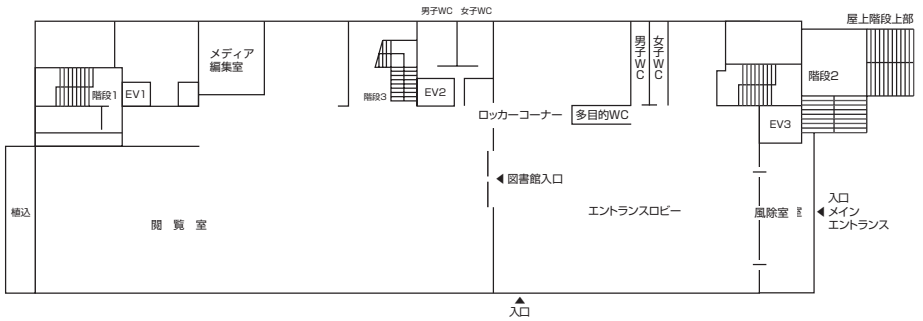 男子WC 女子WC
屋上階段上部
メディア
編集室
男子WC
女子WC
階段2
階段1
EV1
階段3
EV2
ロッカーコーナー
多目的WC
EV3
図書館入口
植込
閲覧室
エントランスロビー
風除室
室
入口
メイン
エントランス
入口